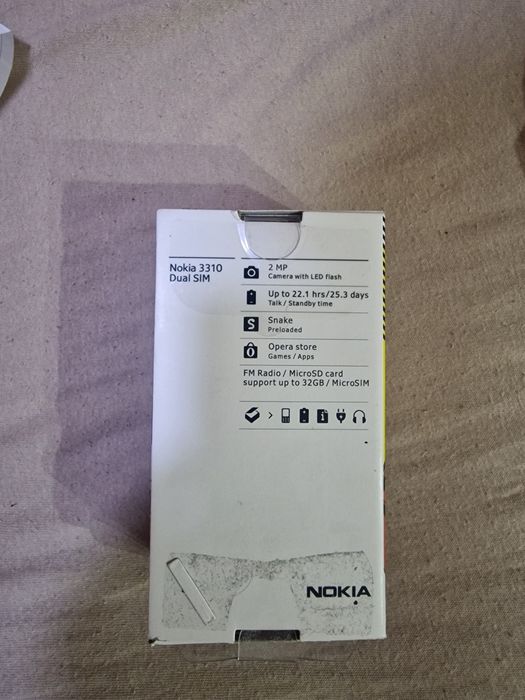 Nokia 3310
Dual SIM
2 MP
Camera with LED flash
Up to 22.1 hrs/25.3 days
Talk / Standby time
S
Snake
Preloaded
Opera store
Games / Apps
FM Radio / MicroSD card
support up to 32GB / MicroSIM
NOKIA